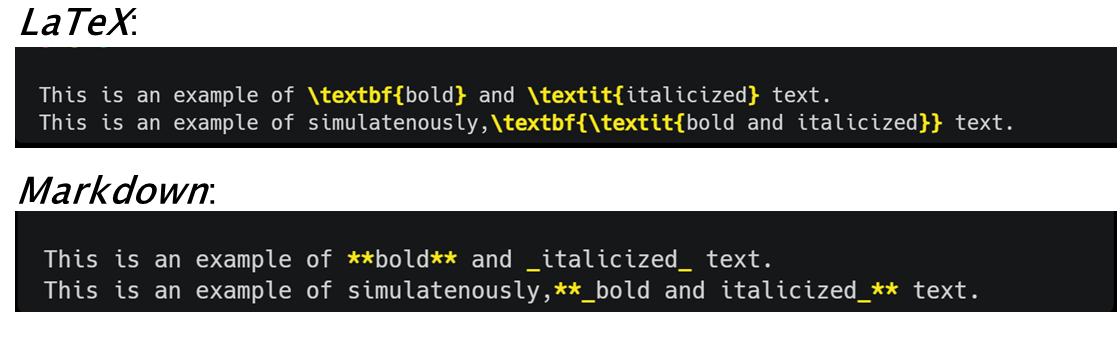 LaTeX:
This is an example of \textbf{bold} and \textit{italicized} text.
This is an example of simulatenously,\textbf{\textit{bold and italicized}} text.
Markdown:
This is an example of **bold** and _italicized_ text.
This is an example of simulatenously,**_bold and italicized_** text.